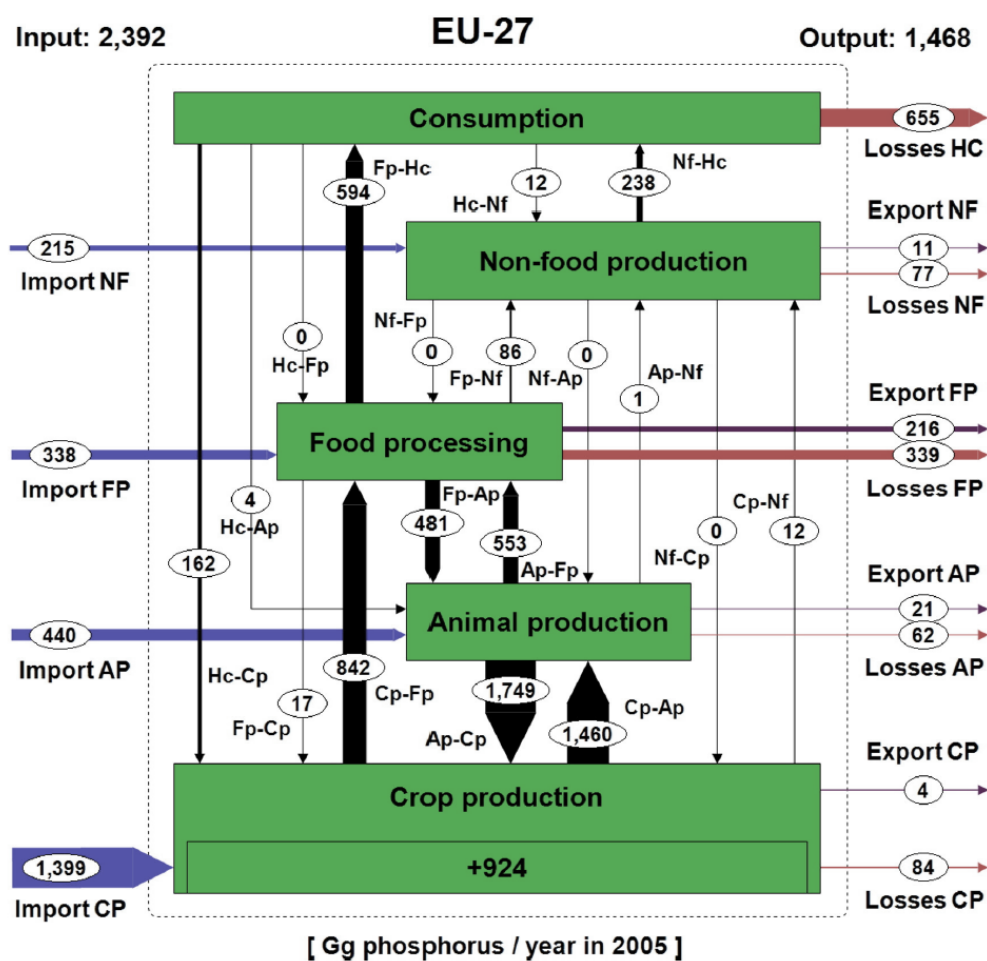 Input: 2,392
EU-27
Output: 1,468
Consumption
655
Losses HC
Fp-Hc
594
12
Hc-Nf
Nf-Hc
238
Export NF
215
Import NF
Non-food production
11
77
Losses NF
0
Hc-Fp
Nf-Fp
0
86
Fp-Nf
0
Nf-Ap
Ap-Nf
1
Export FP
216
338
Import FP
Food processing
339
Losses FP
4
Hc-Ap
Fp-Ap
481
553
Ap-Fp
Cp-Nf
0
12
Nf-Cp
162
Export AP
440
Import AP
Animal production
21
62
Losses AP
Hc-Cp
17
Fp-Cp
842
Cp-Fp
1,749
Ap-Cp
Cp-Ap
1,460
Export CP
Crop production
4
1,399
Import CP
+924
84
Losses CP
[ Gg phosphorus / year in 2005 ]